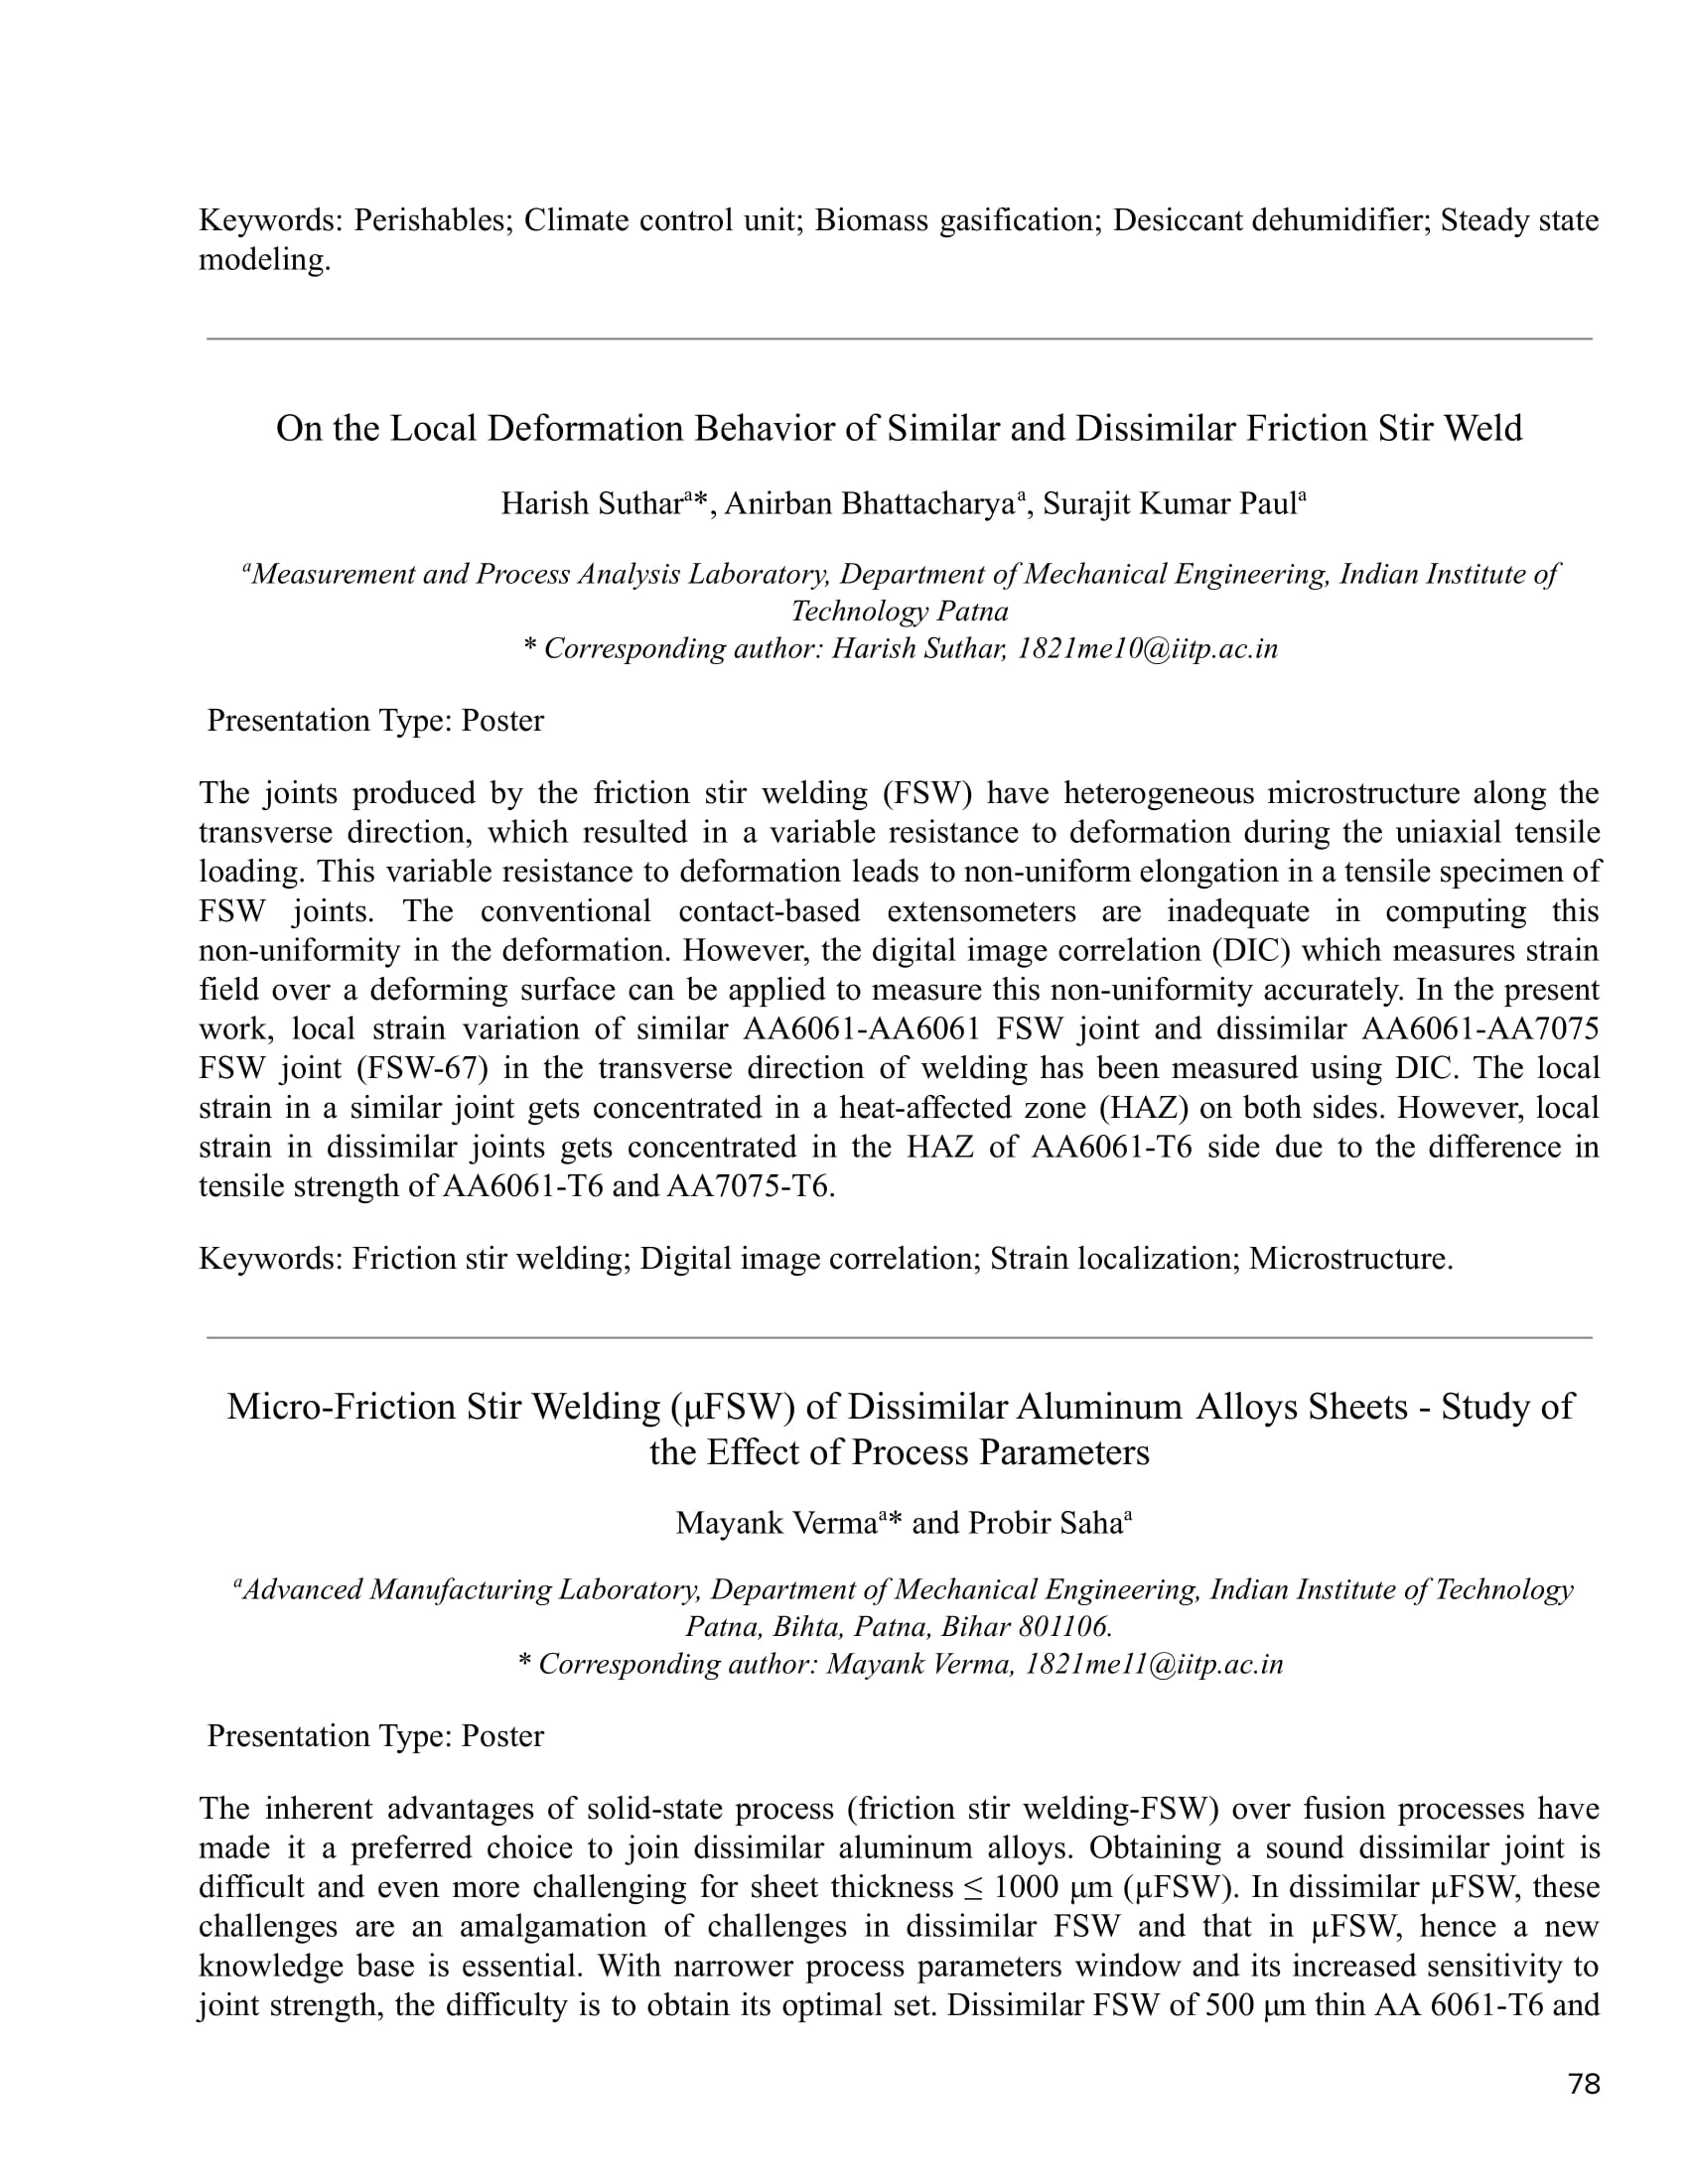 Keywords: Perishables; Climate control unit; Biomass gasification; Desiccant dehumidifier; Steady state
modeling.
On the Local Deformation Behavior of Similar and Dissimilar Friction Stir Weld
Harish Sutharᵃ*, Anirban Bhattacharyaᵃ, Surajit Kumar Paulᵃ
ᵃMeasurement and Process Analysis Laboratory, Department of Mechanical Engineering, Indian Institute of
Technology Patna
* Corresponding author: Harish Suthar, 1821me10@iitp.ac.in
Presentation Type: Poster
The joints produced by the friction stir welding (FSW) have heterogeneous microstructure along the
transverse direction, which resulted in a variable resistance to deformation during the uniaxial tensile
loading. This variable resistance to deformation leads to non-uniform elongation in a tensile specimen of
FSW joints. The conventional contact-based extensometers are inadequate in computing this
non-uniformity in the deformation. However, the digital image correlation (DIC) which measures strain
field over a deforming surface can be applied to measure this non-uniformity accurately. In the present
work, local strain variation of similar AA6061-AA6061 FSW joint and dissimilar AA6061-AA7075
FSW joint (FSW-67) in the transverse direction of welding has been measured using DIC. The local
strain in a similar joint gets concentrated in a heat-affected zone (HAZ) on both sides. However, local
strain in dissimilar joints gets concentrated in the HAZ of AA6061-T6 side due to the difference in
tensile strength of AA6061-T6 and AA7075-T6.
Keywords: Friction stir welding; Digital image correlation; Strain localization; Microstructure.
Micro-Friction Stir Welding (μFSW) of Dissimilar Aluminum Alloys Sheets - Study of
the Effect of Process Parameters
Mayank Vermaᵃ* and Probir Sahaᵃ
ᵃAdvanced Manufacturing Laboratory, Department of Mechanical Engineering, Indian Institute of Technology
Patna, Bihta, Patna, Bihar 801106.
* Corresponding author: Mayank Verma, 1821me11@iitp.ac.in
Presentation Type: Poster
The inherent advantages of solid-state process (friction stir welding-FSW) over fusion processes have
made it a preferred choice to join dissimilar aluminum alloys. Obtaining a sound dissimilar joint is
difficult and even more challenging for sheet thickness ≤ 1000 μm (μFSW). In dissimilar μFSW, these
challenges are an amalgamation of challenges in dissimilar FSW and that in μFSW, hence a new
knowledge base is essential. With narrower process parameters window and its increased sensitivity to
joint strength, the difficulty is to obtain its optimal set. Dissimilar FSW of 500 μm thin AA 6061-T6 and
78